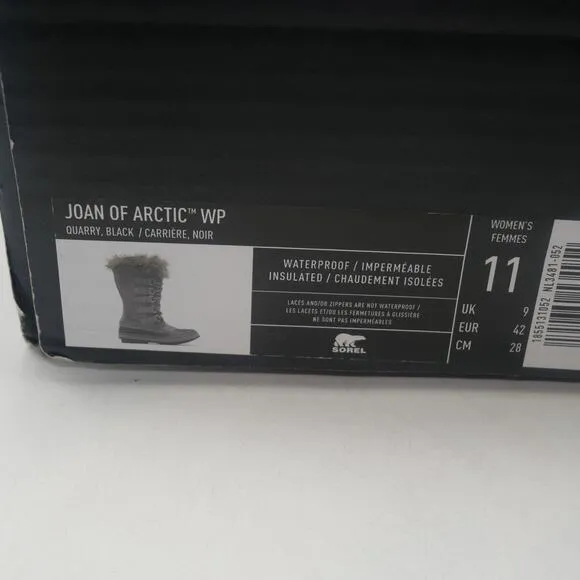 JOAN OF ARCTIC™ WP
QUARRY, BLACK / CARRIÈRE, NOIR
WATERPROOF / IMPERMÉABLE
INSULATED / CHAUDEMENT ISOLÉES
LACES AND/OR ZIPPERS ARE NOT WATERPROOF /
LES LACETS ET/OU LES FERMETURES À GLISSIÈRE
NE SONT PAS IMPERMÉABLES
SOREL
WOMEN'S
FEMMES
11
UK 9
EUR 42
CM 28
1855131052 NL3481-052